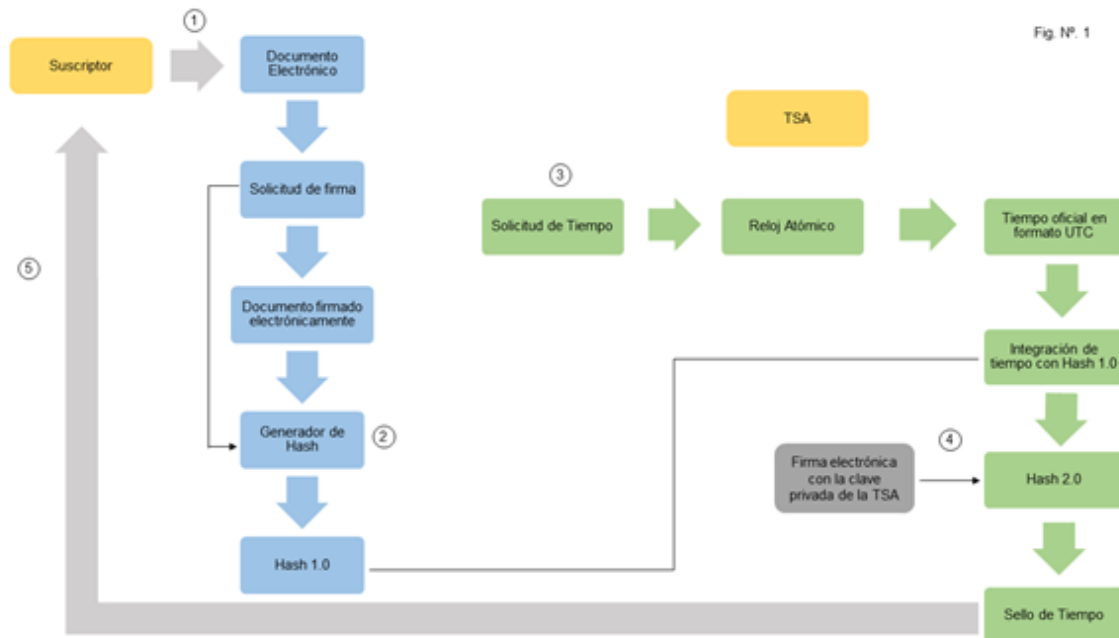 Fig. Nº. 1
①
Suscriptor
Documento
Electrónico
TSA
Solicitud de firma
③
Solicitud de Tiempo
Reloj Atómico
Tiempo oficial en
formato UTC
⑤
Documento firmado
electrónicamente
Integración de
tiempo con Hash 1.0
Generador de
Hash
②
④
Firma electrónica
con la clave
privada de la TSA
Hash 2.0
Hash 1.0
Sello de Tiempo